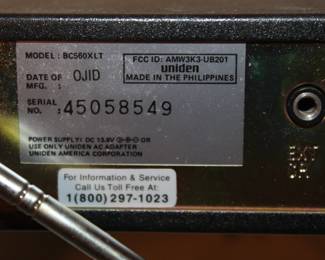 MODEL: BC560XLT
FCC ID: AMW3K3-UB201
uniden
MADE IN THE PHILIPPINES
DATE OF MFG. : OJID
SERIAL NO. : 45058549
POWER SUPPLY: DC 13.8V OR
USE ONLY UNIDEN AC ADAPTER
UNIDEN AMERICA CORPORATION
For Information & Service
Call Us Toll Free At:
1(800) 297-1023